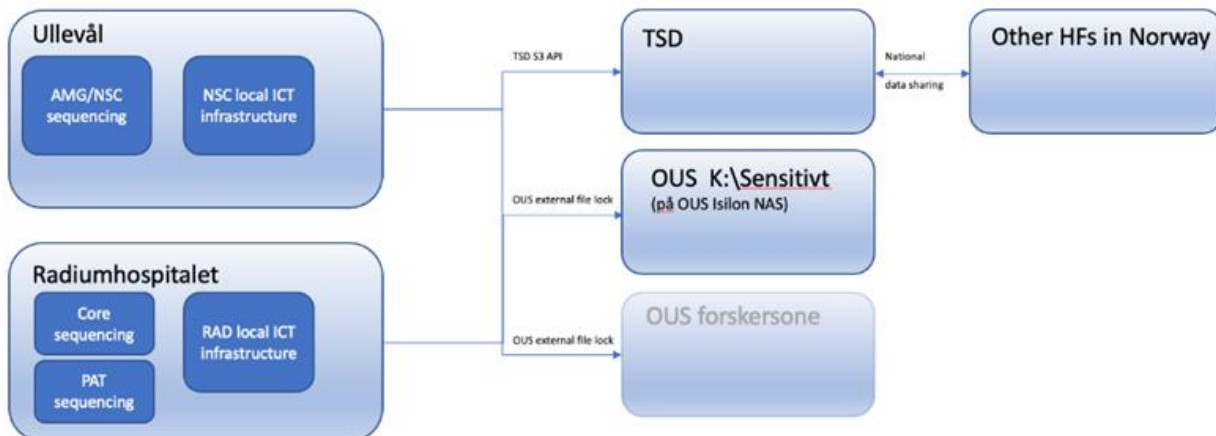 Ullevål
AMG/NSC
sequencing
NSC local ICT
infrastructure
Radiumhospitalet
Core
sequencing
PAT
sequencing
RAD local ICT
infrastructure
TSD S3 API
OUS external file lock
OUS external file lock
TSD
OUS K:\Sensitivt
(på OUS Isilon NAS)
OUS forskersone
National
data sharing
Other HFs in Norway